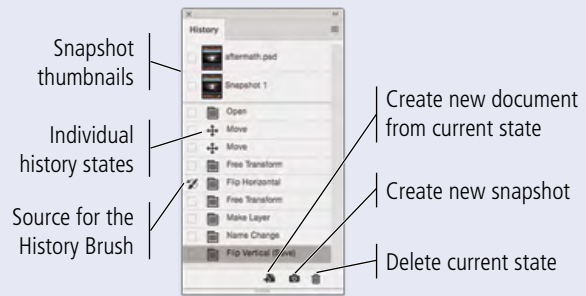 Snapshot
thumbnails
Individual
history states
Source for the
History Brush
History
aftermath.psd
Snapshot 1
Open
Move
Move
Free Transform
Flip Horizontal
Free Transform
Make Layer
Name Change
Flip Vertical (Save)
Create new document
from current state
Create new snapshot
Delete current state